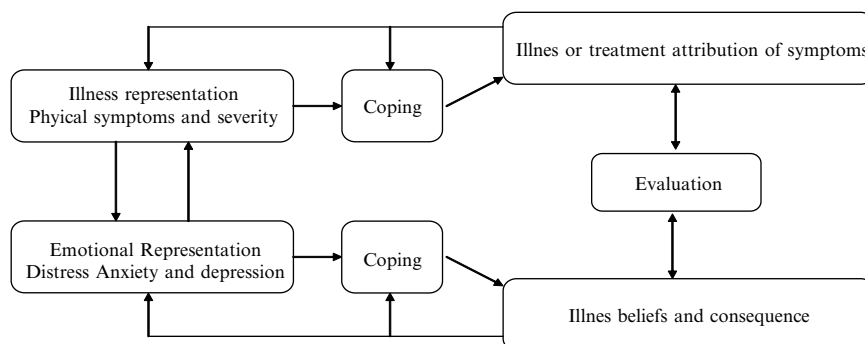 Illnes or treatment attribution of symptoms
Illness representation
Phyical symptoms and severity
Coping
Evaluation
Emotional Representation
Distress Anxiety and depression
Coping
Illnes beliefs and consequence